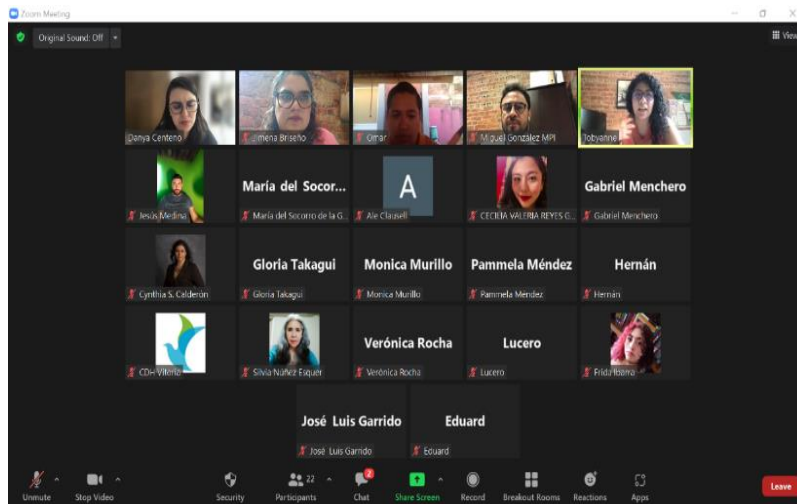 Zoom Meeting
Original Sound: Off
View
Danya Centeno
Jimena Briseño
Omar
Miguel González MPI
Tobyanne
María del Socor...
A
Gabriel Menchero
Jesús Medina
María del Socorro de la G...
Ale Clausell
CECILIA VALERIA REYES G...
Gabriel Menchero
Gloria Takagui
Monica Murillo
Pammela Méndez
Hernán
Cynthia S. Calderón
Gloria Takagui
Monica Murillo
Pammela Méndez
Hernán
Verónica Rocha
Lucero
CDH Vitoria
Silvia Núñez Esquer
Verónica Rocha
Lucero
Frida Ibarra
José Luis Garrido
Eduard
José Luis Garrido
Eduard
22
2
Unmute
Stop Video
Security
Participants
Chat
Share Screen
Record
Breakout Rooms
Reactions
Apps
Leave